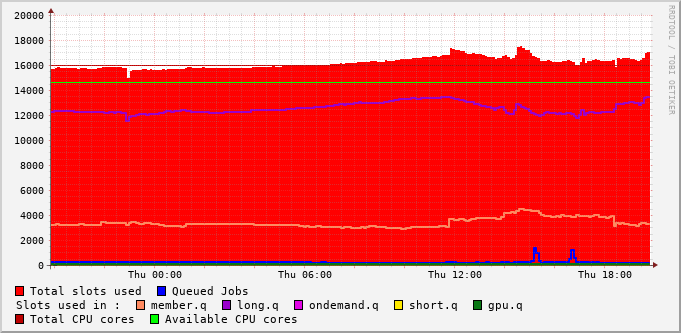 RRDTOOL / TOBI OETIKER
20000
18000
16000
14000
12000
10000
8000
6000
4000
2000
0
Thu 00:00 Thu 06:00 Thu 12:00 Thu 18:00
Total slots used Queued Jobs
Slots used in : member.q long.q ondemand.q short.q gpu.q
Total CPU cores Available CPU cores